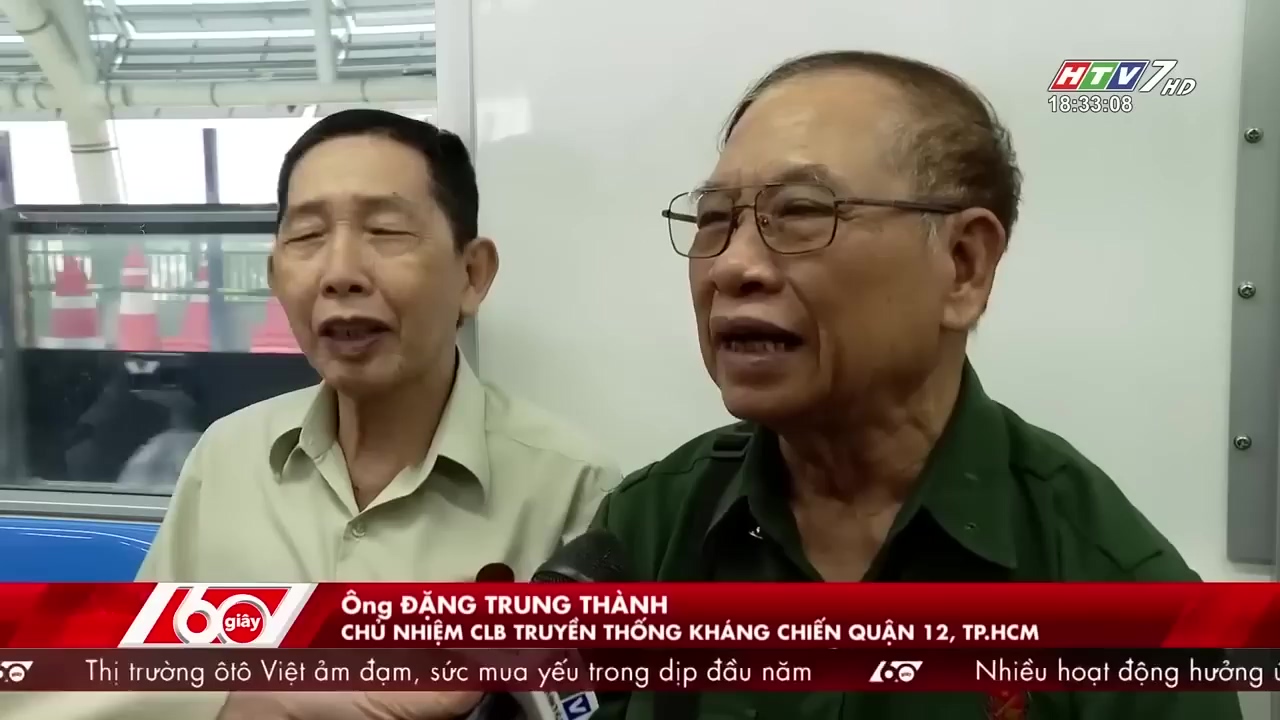 HTV7 HD
18:33:08
60 giây
Ông ĐẶNG TRUNG THÀNH
CHỦ NHIỆM CLB TRUYỀN THỐNG KHÁNG CHIẾN QUẬN 12, TP.HCM
60 Thị trường ôtô Việt ảm đạm, sức mua yếu trong dịp đầu năm 60 Nhiều hoạt động hưởng